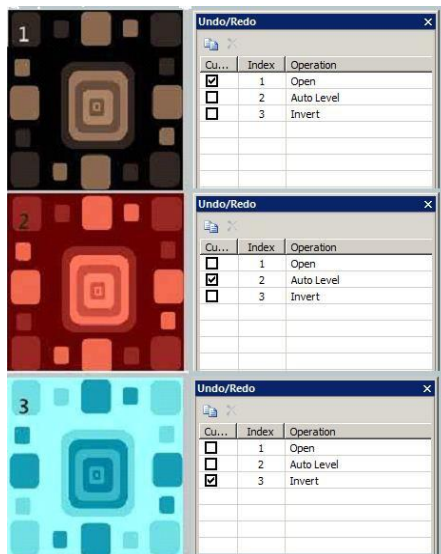 1
Undo/Redo X
Cu... Index Operation
1 Open
2 Auto Level
3 Invert
2
Undo/Redo X
Cu... Index Operation
1 Open
2 Auto Level
3 Invert
3
Undo/Redo X
Cu... Index Operation
1 Open
2 Auto Level
3 Invert